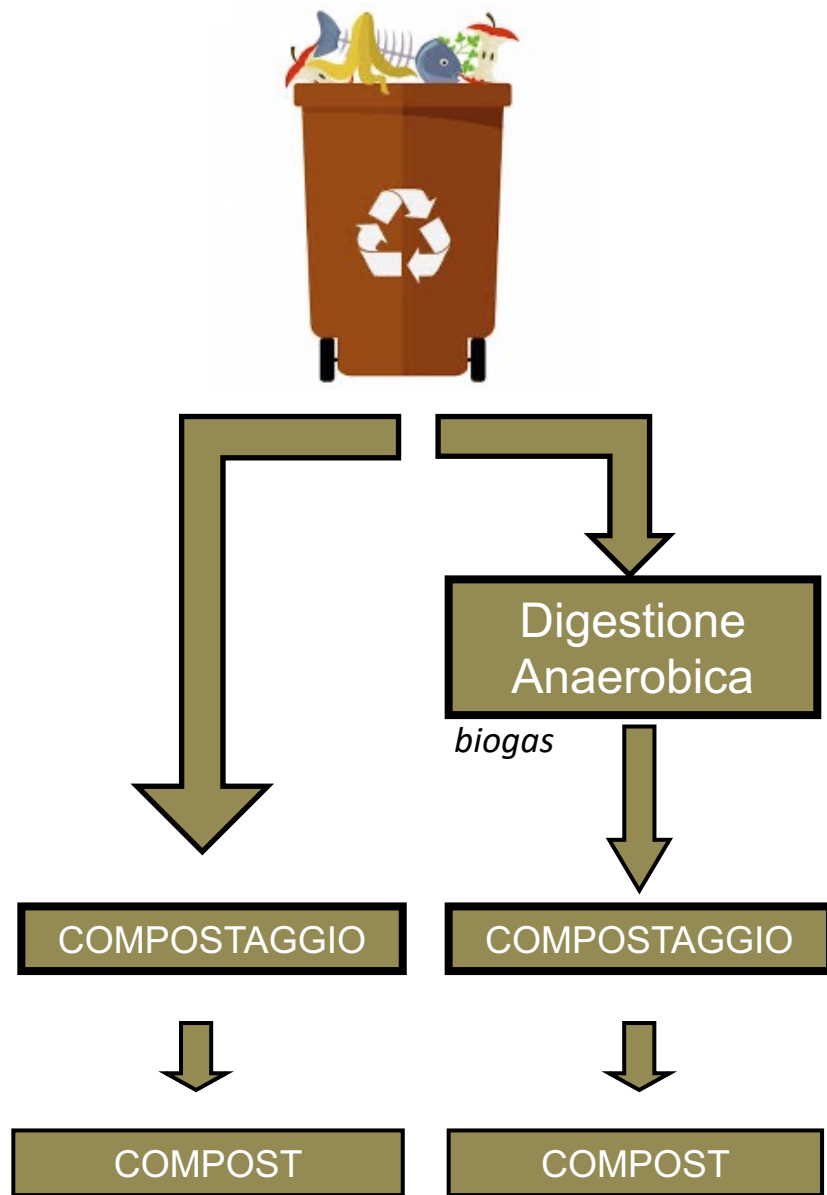 Digestione
Anaerobica
biogas
COMPOSTAGGIO
COMPOSTAGGIO
COMPOST
COMPOST